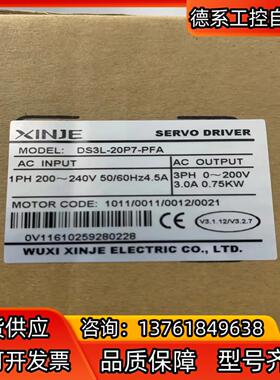 德系工控自动化
XINJE
SERVO DRIVER
MODEL: DS3L-20P7-PFA
AC INPUT
AC OUTPUT
1PH 200～240V 50/60Hz4.5A
3PH 0～200V
3.0A 0.75KW
MOTOR CODE: 1011/0011/0012/0021
V3.1.12/V3.2.7
0V11610259280228
WUXI XINJE ELECTRIC CO., LTD.
货供应
咨询: 13761849638
可开发票
品质保障
型号齐